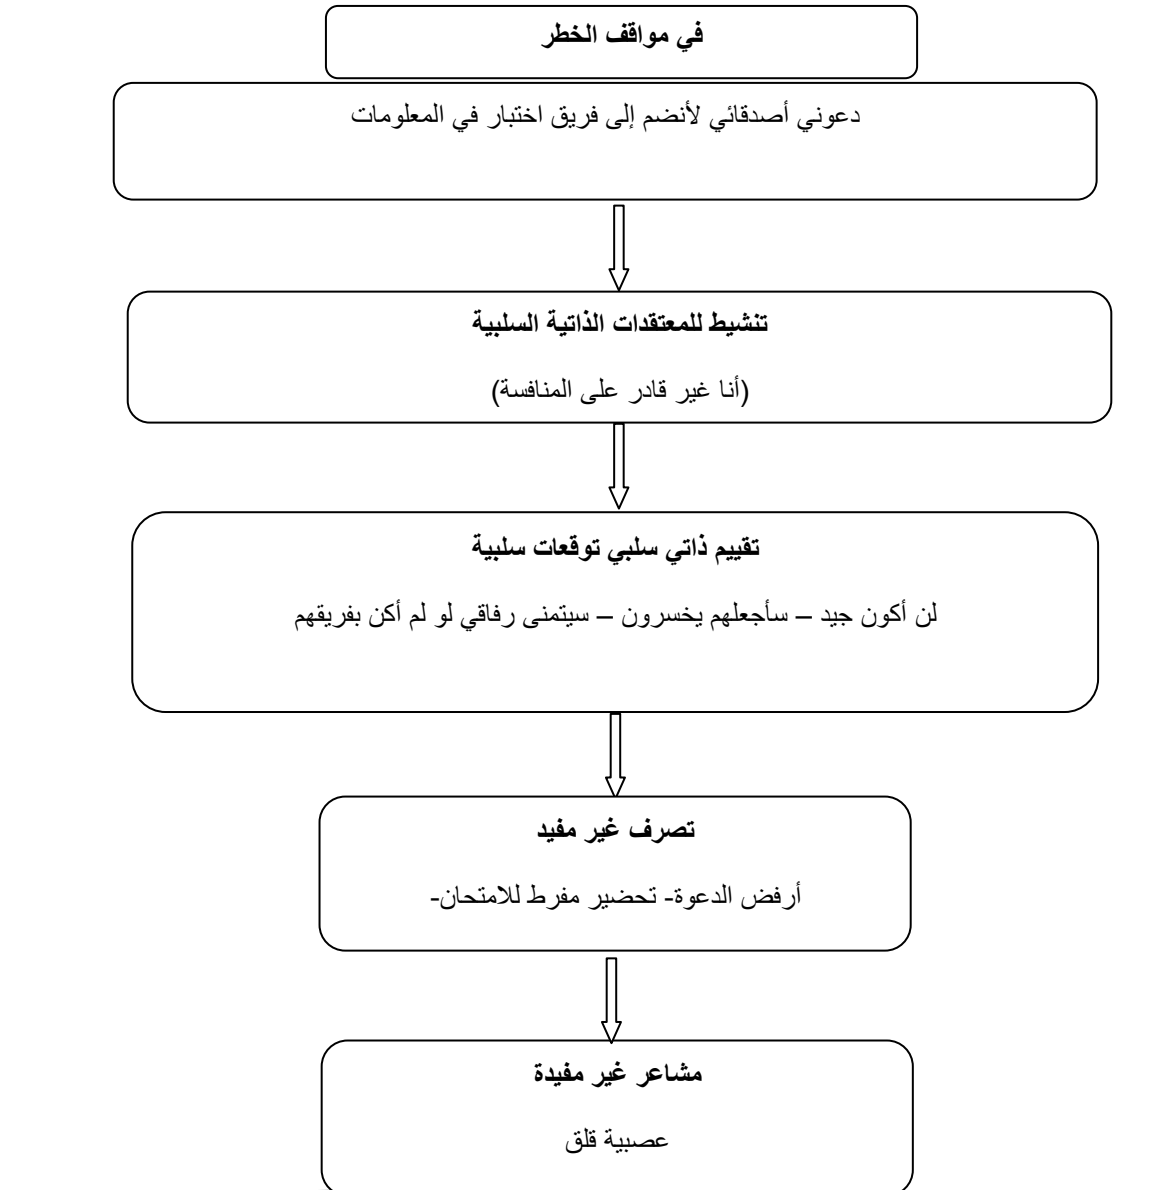 في مواقف الخطر
دعوني أصدقائي لأنضم إلى فريق اختبار في المعلومات
تنشيط للمعتقدات الذاتية السلبية
(أنا غير قادر على المنافسة)
تقييم ذاتي سلبي توقعات سلبية
لن أكون جيد – سأجعلهم يخسرون – سيتمنى رفاقي لو لم أكن بفريقهم
تصرف غير مفيد
أرفض الدعوة- تحضير مفرط للامتحان-
مشاعر غير مفيدة
عصبية قلق